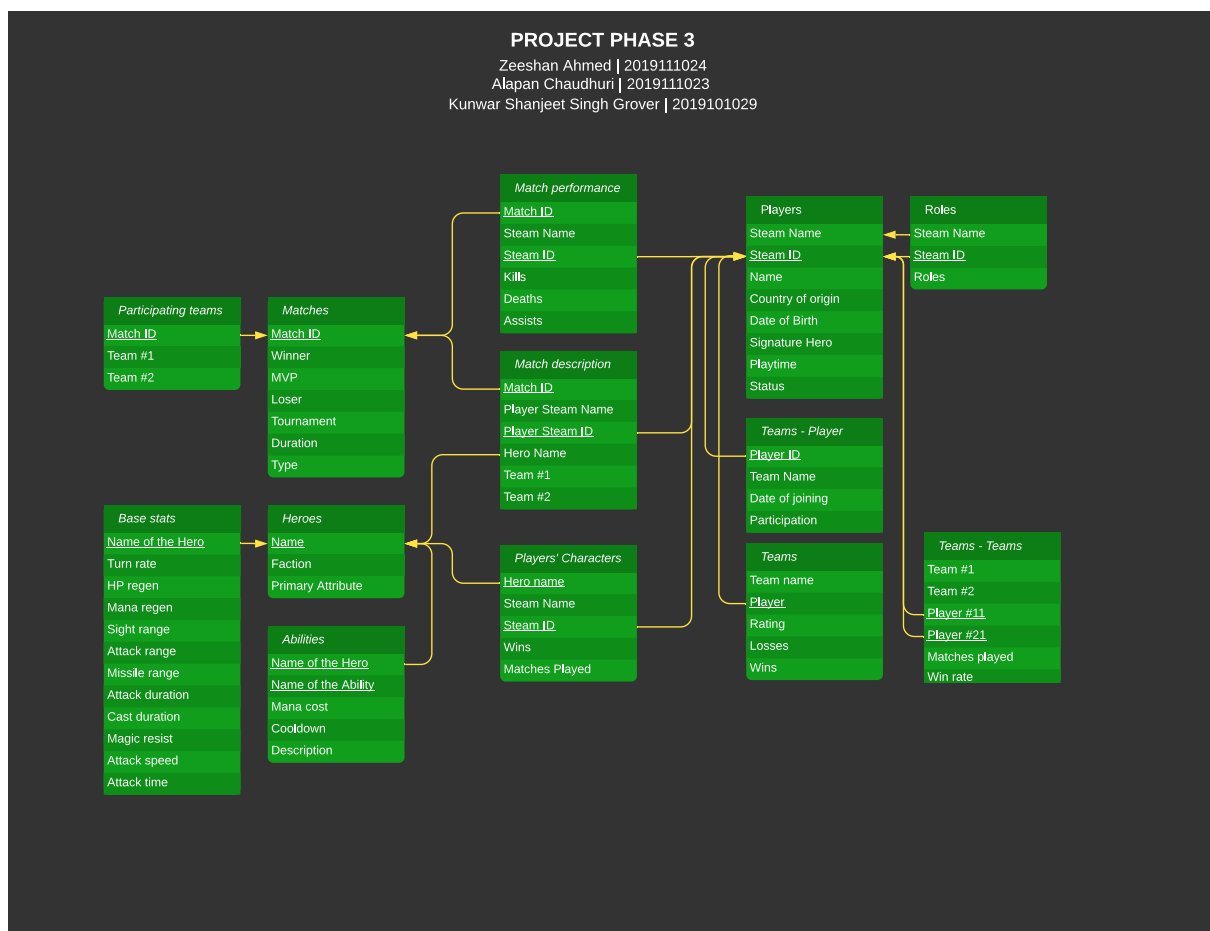 PROJECT PHASE 3
Zeeshan Ahmed | 2019111024
Alapan Chaudhuri | 2019111023
Kunwar Shanjeet Singh Grover | 2019101029
Participating teams
Match ID
Team #1
Team #2
Matches
Match ID
Winner
MVP
Loser
Tournament
Duration
Type
Base stats
Name of the Hero
Turn rate
HP regen
Mana regen
Sight range
Attack range
Missile range
Attack duration
Cast duration
Magic resist
Attack speed
Attack time
Heroes
Name
Faction
Primary Attribute
Abilities
Name of the Hero
Name of the Ability
Mana cost
Cooldown
Description
Match performance
Match ID
Steam Name
Steam ID
Kills
Deaths
Assists
Match description
Match ID
Player Steam Name
Player Steam ID
Hero Name
Team #1
Team #2
Players' Characters
Hero name
Steam Name
Steam ID
Wins
Matches Played
Players
Steam Name
Steam ID
Name
Country of origin
Date of Birth
Signature Hero
Playtime
Status
Teams - Player
Player ID
Team Name
Date of joining
Participation
Teams
Team name
Player
Rating
Losses
Wins
Roles
Steam Name
Steam ID
Roles
Teams - Teams
Team #1
Team #2
Player #11
Player #21
Matches played
Win rate